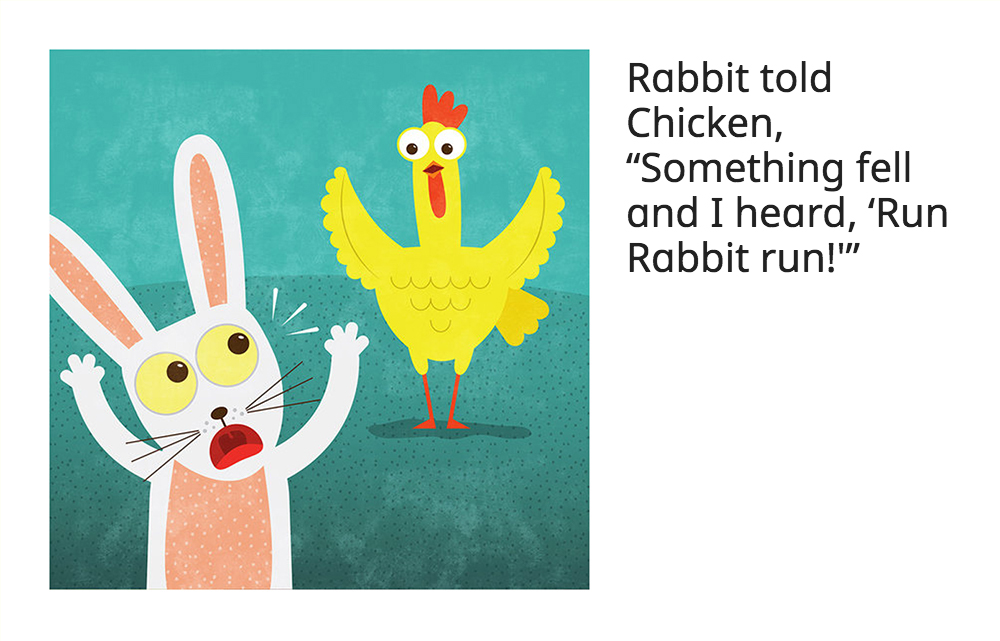 Rabbit told
Chicken,
“Something fell
and I heard, ‘Run
Rabbit run!'”